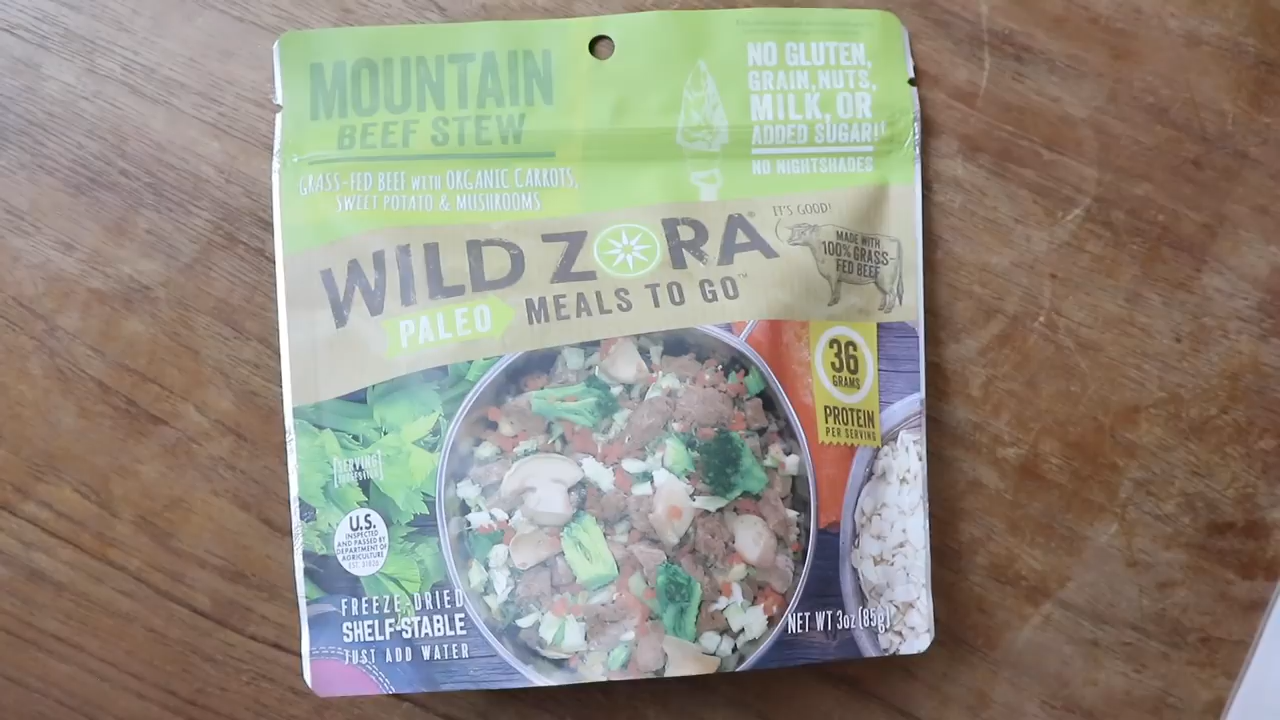 MOUNTAIN
BEEF STEW
GRASS-FED BEEF WITH ORGANIC CARROTS,
SWEET POTATO & MUSHROOMS
NO GLUTEN,
GRAIN, NUTS,
MILK, OR
ADDED SUGAR!!
NO NIGHTSHADES
WILD ZORA®
PALEO
MEALS TO GO™
IT'S GOOD!
MADE WITH
100% GRASS-
FED BEEF
36
GRAMS
PROTEIN
PER SERVING
[SERVING
SUGGESTION]
U.S.
INSPECTED
AND PASSED BY
DEPARTMENT OF
AGRICULTURE
FREEZE-DRIED
SHELF-STABLE
JUST ADD WATER
NET WT 3oz (85g)